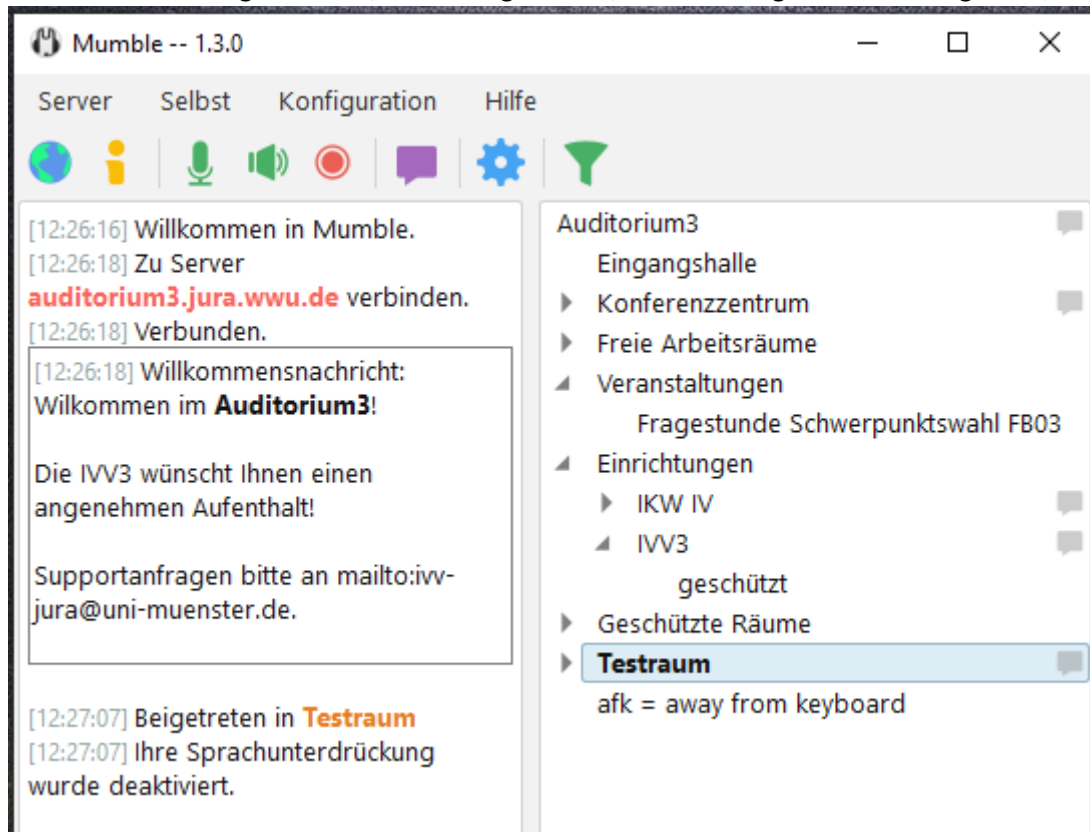 Mumble -- 1.3.0
Server Selbst Konfiguration Hilfe
[12:26:16] Willkommen in Mumble.
[12:26:18] Zu Server
auditorium3.jura.wwu.de verbinden.
[12:26:18] Verbunden.
[12:26:18] Willkommensnachricht:
Wilkommen im Auditorium3!
Die IVV3 wünscht Ihnen einen
angenehmen Aufenthalt!
Supportanfragen bitte an mailto:ivv-
jura@uni-muenster.de.
[12:27:07] Beigetreten in Testraum
[12:27:07] Ihre Sprachunterdrückung
wurde deaktiviert.
Auditorium3
Eingangshalle
Konferenzzentrum
Freie Arbeitsräume
Veranstaltungen
Fragestunde Schwerpunktswahl FB03
Einrichtungen
IKW IV
IVV3
geschützt
Geschützte Räume
Testraum
afk = away from keyboard